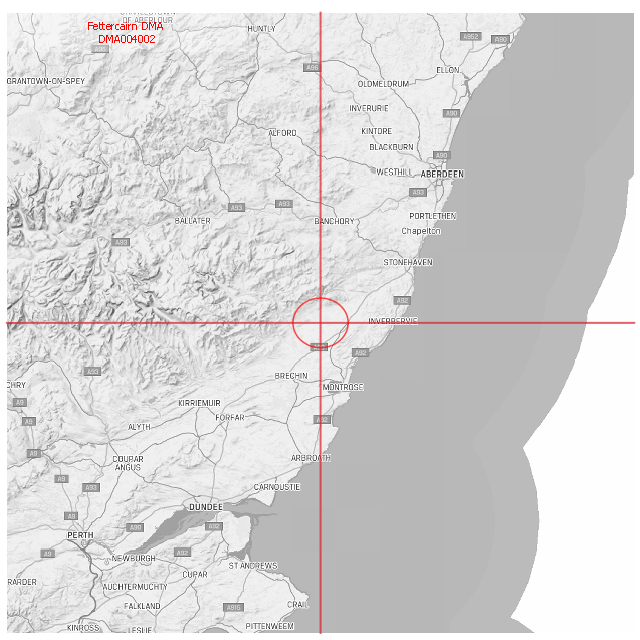 OF ABERLOUR
Fettercairn DMA
DMA004002
HUNTLY
A952
A90
A95
A96
ELLON
GRANTOWN-ON-SPEY
OLDMELDRUM
INVERURIE
A90
KINTORE
ALFORD
BLACKBURN
A90
WESTHILL
ABERDEEN
A93
A93
A93
BALLATER
BANCHORY
PORTLETHEN
Chapelton
A93
STONEHAVEN
A92
INVERBERVIE
A92
A93
BRECHIN
CHRY
MONTROSE
A9
KIRRIEMUIR
A9
FORFAR
A92
ALYTH
A9
COUPAR
ANGUS
ARBROATH
A9
A93
CARNOUSTIE
DUNDEE
A9
A90
A92
PERTH
A9
NEWBURGH
A92
ST ANDREWS
CUPAR
RARDER
AUCHTERMUCHTY
FALKLAND
A915
CRAIL
KINROSS
LESLIE
PITTENWEEM